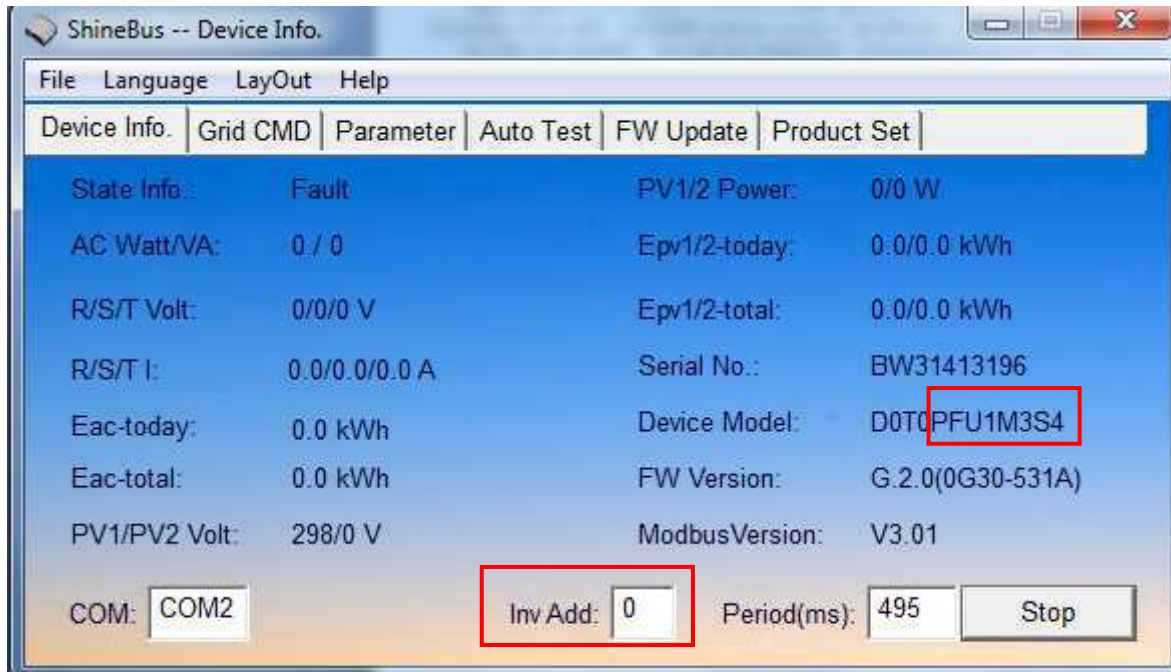 ShineBus -- Device Info.
File Language LayOut Help
Device Info. Grid CMD Parameter Auto Test FW Update Product Set
State Info.: Fault PV1/2 Power: 0/0 W
AC Watt/VA: 0 / 0 Epv1/2-today: 0.0/0.0 kWh
R/S/T Volt: 0/0/0 V Epv1/2-total: 0.0/0.0 kWh
R/S/T I: 0.0/0.0/0.0 A Serial No.: BW31413196
Eac-today: 0.0 kWh Device Model: D0T0PFU1M3S4
Eac-total: 0.0 kWh FW Version: G.2.0(0G30-531A)
PV1/PV2 Volt: 298/0 V ModbusVersion: V3.01
COM: COM2 Inv Add: 0 Period(ms): 495 Stop